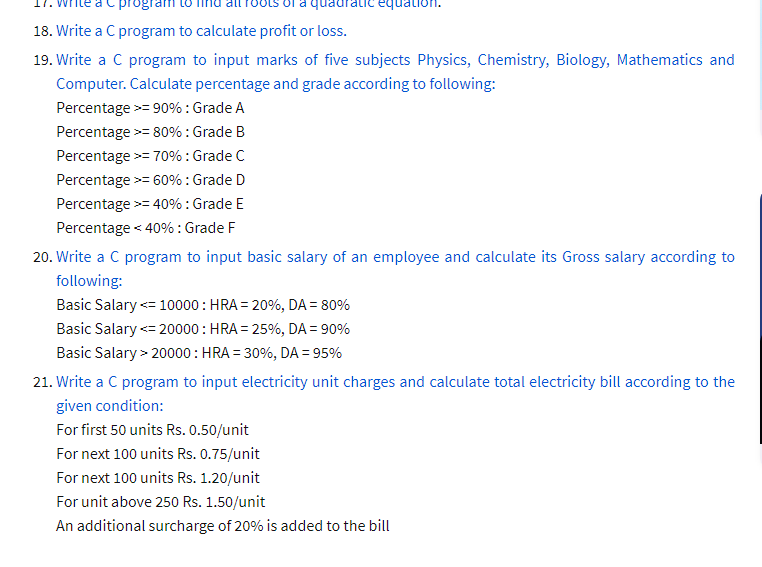 17. Write a C program to find all roots of a quadratic equation.
18. Write a C program to calculate profit or loss.
19. Write a C program to input marks of five subjects Physics, Chemistry, Biology, Mathematics and
Computer. Calculate percentage and grade according to following:
Percentage >= 90% : Grade A
Percentage >= 80% : Grade B
Percentage >= 70% : Grade C
Percentage >= 60% : Grade D
Percentage >= 40% : Grade E
Percentage < 40% : Grade F
20. Write a C program to input basic salary of an employee and calculate its Gross salary according to
following:
Basic Salary <= 10000 : HRA = 20%, DA = 80%
Basic Salary <= 20000 : HRA = 25%, DA = 90%
Basic Salary > 20000 : HRA = 30%, DA = 95%
21. Write a C program to input electricity unit charges and calculate total electricity bill according to the
given condition:
For first 50 units Rs. 0.50/unit
For next 100 units Rs. 0.75/unit
For next 100 units Rs. 1.20/unit
For unit above 250 Rs. 1.50/unit
An additional surcharge of 20% is added to the bill